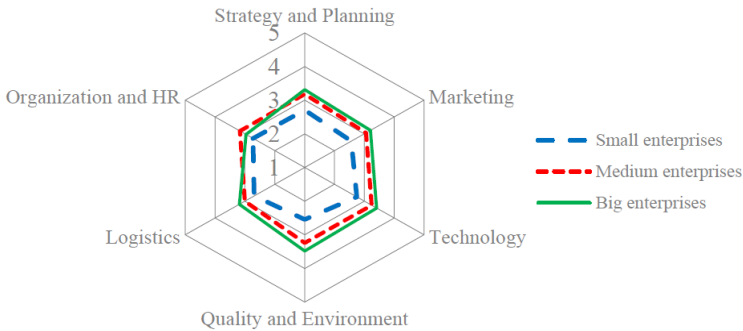 Strategy and Planning
5
4
3
2
1
Organization and HR
Marketing
Logistics
Technology
Quality and Environment
Small enterprises
Medium enterprises
Big enterprises